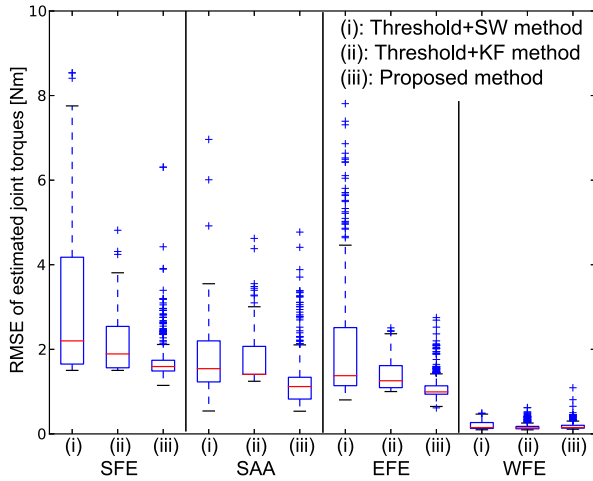 (i): Threshold+SW method
(ii): Threshold+KF method
(iii): Proposed method
RMSE of estimated joint torques [Nm]
10
8
6
4
2
0
(i) (ii) (iii) (i) (ii) (iii) (i) (ii) (iii) (i) (ii) (iii)
SFE SAA EFE WFE